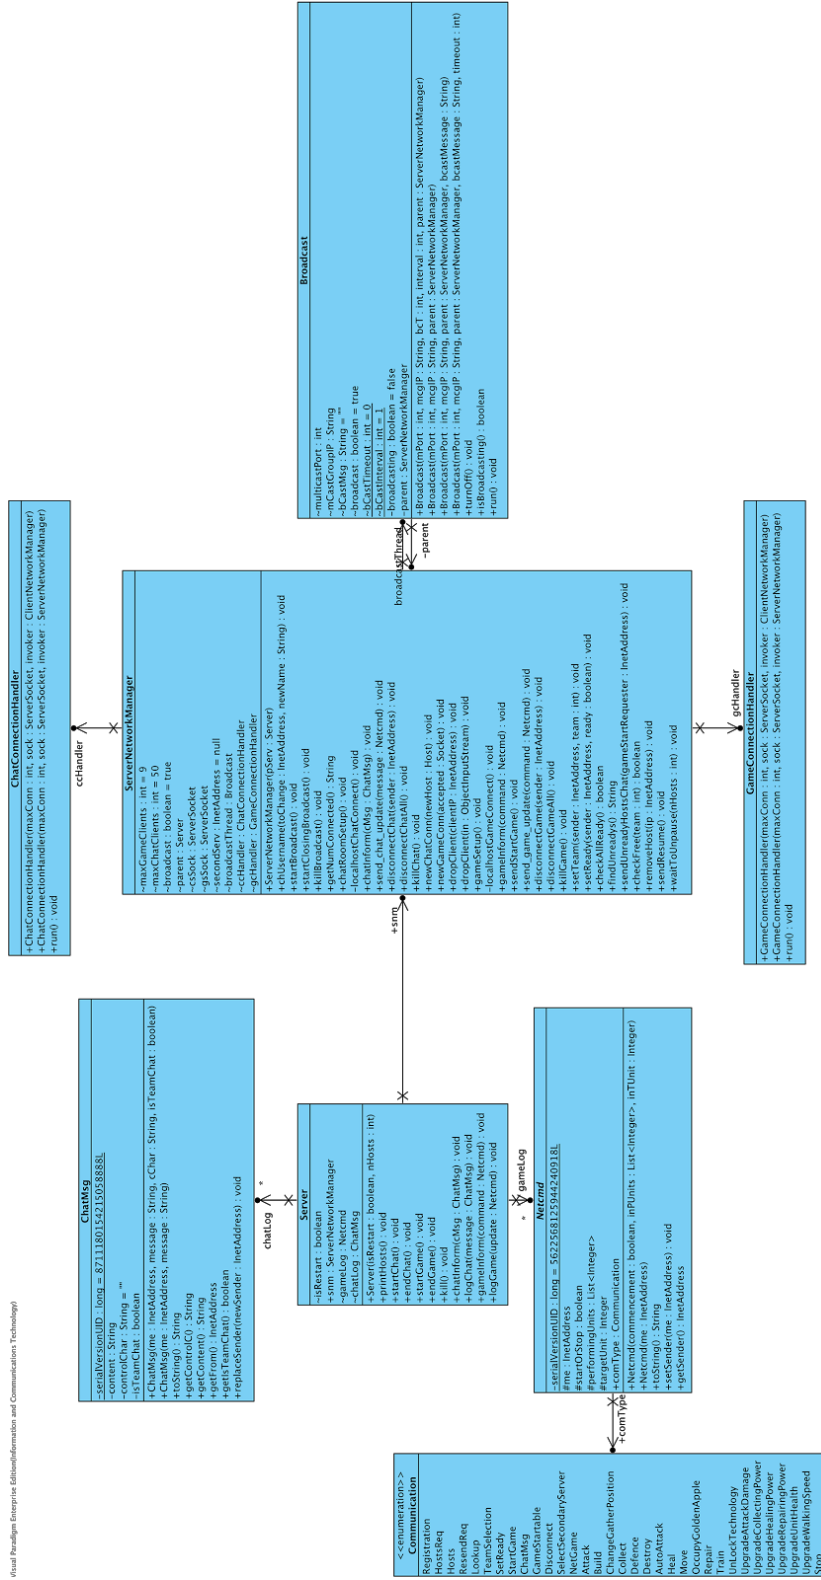 Visual Paradigm Enterprise Edition(Information and Communications Technology)
ChatMsg
-serialVersionUID : long = 8711180154215058888L
-content : String
-controlChar : String = ""
-isTeamChat : boolean
+ChatMsg(me : InetAddress, message : String, cChar : String, isTeamChat : boolean)
+ChatMsg(me : InetAddress, message : String)
+toString() : String
+getControlC() : String
+getContent() : String
+getFrom() : InetAddress
+getIsTeamChat() : boolean
+replaceSender(newSender : InetAddress) : void
chatLog
*
Server
~isRestart : boolean
+snm : ServerNetworkManager
~gameLog : Netcmd
~chatLog : ChatMsg
+Server(isRestart : boolean, nHosts : int)
+printHosts() : void
+startChat() : void
+endChat() : void
+startGame() : void
+endGame() : void
+kill() : void
+chatInform(cMsg : ChatMsg) : void
+logChat(message : ChatMsg) : void
+gameInform(command : Netcmd) : void
+logGame(update : Netcmd) : void
*
gameLog
Netcmd
-serialVersionUID : long = 5622568125944240918L
#me : InetAddress
#startOrStop : boolean
#performingUnits : List<Integer>
#targetUnit : Integer
+comType : Communication
+Netcmd(commencement : boolean, inPUnits : List<Integer>, inTUnit : Integer)
+Netcmd(me : InetAddress)
+toString() : String
+setSender(me : InetAddress) : void
+getSender() : InetAddress
+comType
<<enumeration>>
Communication
Registration
HostsReq
Hosts
ResendReq
Lookup
TeamSelection
SetReady
StartGame
ChatMsg
GameStartable
Disconnect
SelectSecondaryServer
NetGame
Attack
Build
ChangeGatherPosition
Collect
Defence
Destroy
AutoAttack
Heal
Move
OccupyGoldenApple
Repair
Train
UnLockTechnology
UpgradeAttackDamage
UpgradeCollectingPower
UpgradeHealingPower
UpgradeRepairingPower
UpgradeUnitHealth
UpgradeWalkingSpeed
Stop
ChatConnectionHandler
+ChatConnectionHandler(maxConn : int, sock : ServerSocket, invoker : ClientNetworkManager)
+ChatConnectionHandler(maxConn : int, sock : ServerSocket, invoker : ServerNetworkManager)
+run() : void
ccHandler
+snm
ServerNetworkManager
~maxGameClients : int = 9
~maxChatClients : int = 50
~broadcast : boolean = true
~parent : Server
~csSock : ServerSocket
~gsSock : ServerSocket
~secondServ : InetAddress = null
~broadcastThread : Broadcast
~ccHandler : ChatConnectionHandler
~gcHandler : GameConnectionHandler
+ServerNetworkManager(pServ : Server)
+chUsername(toChange : InetAddress, newName : String) : void
+startBroadcast() : void
+startClosingBroadcast() : void
+killBroadcast() : void
+getNumConnected() : String
+chatRoomSetup() : void
-localhostChatConnect() : void
+chatInform(cMsg : ChatMsg) : void
+send_chat_update(message : Netcmd) : void
+disconnectChat(sender : InetAddress) : void
+disconnectChatAll() : void
+killChat() : void
+newChatConn(newHost : Host) : void
+newGameConn(accepted : Socket) : void
+dropClient(clientIP : InetAddress) : void
+dropClient(in : ObjectInputStream) : void
+gameSetup() : void
-localhostGameConnect() : void
+gameInform(command : Netcmd) : void
+sendStartGame() : void
+send_game_update(command : Netcmd) : void
+disconnectGame(sender : InetAddress) : void
+disconnectGameAll() : void
+killGame() : void
+setTeam(sender : InetAddress, team : int) : void
+setReady(sender : InetAddress, ready : boolean) : void
+checkAllReady() : boolean
+findUnreadys() : String
+sendUnreadyHostsChat(gameStartRequester : InetAddress) : void
+checkFree(team : int) : boolean
+removeHost(ip : InetAddress) : void
+sendResume() : void
+waitToUnpause(nHosts : int) : void
gcHandler
GameConnectionHandler
+GameConnectionHandler(maxConn : int, sock : ServerSocket, invoker : ClientNetworkManager)
+GameConnectionHandler(maxConn : int, sock : ServerSocket, invoker : ServerNetworkManager)
+run() : void
broadcastThread
-parent
Broadcast
~multicastPort : int
~mCastGroupIP : String
~bCastMsg : String = ""
~broadcast : boolean = true
~bCastTimeout : int = 0
~bCastInterval : int = 1
~broadcasting : boolean = false
-parent : ServerNetworkManager
+Broadcast(mPort : int, mcgIP : String, bcT : int, interval : int, parent : ServerNetworkManager)
+Broadcast(mPort : int, mcgIP : String, parent : ServerNetworkManager)
+Broadcast(mPort : int, mcgIP : String, parent : ServerNetworkManager, bcastMessage : String)
+Broadcast(mPort : int, mcgIP : String, parent : ServerNetworkManager, bcastMessage : String, timeout : int)
+turnOff() : void
+isBroadcasting() : boolean
+run() : void